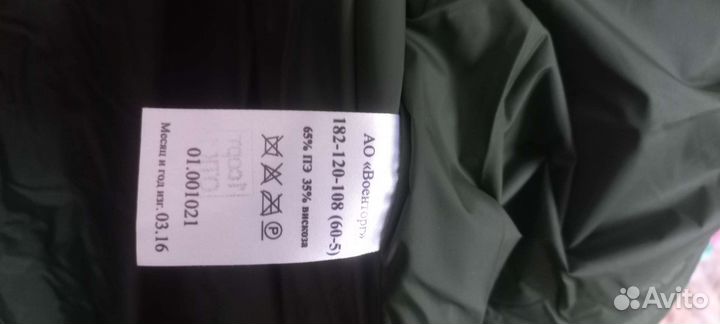 АО «Военторг»
182-120-108 (60-5)
65% ПЭ 35% вискоза
P
01.001021
Месяц и год изг. 03.16
Avito